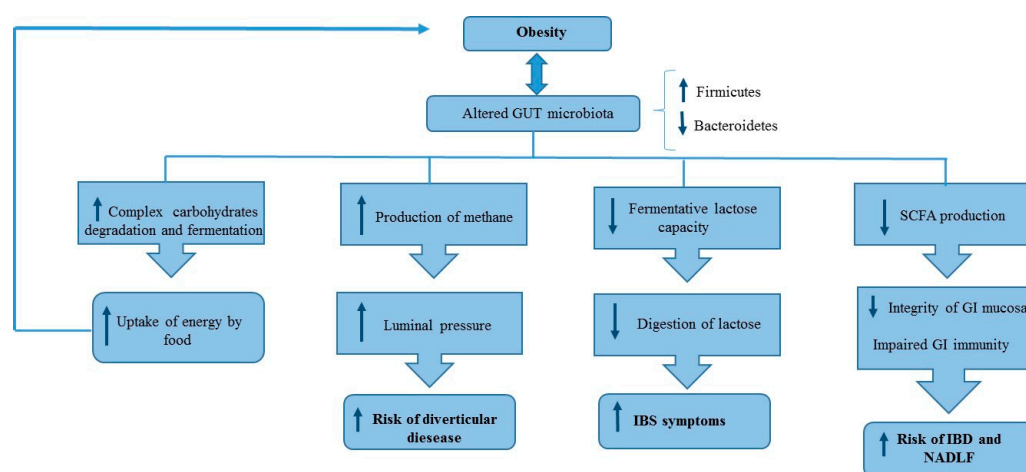 Obesity
Altered GUT microbiota
Firmicutes
Bacteroidetes
Complex carbohydrates
degradation and fermentation
Production of methane
Fermentative lactose
capacity
SCFA production
Uptake of energy by
food
Luminal pressure
Digestion of lactose
Integrity of GI mucosa
Impaired GI immunity
Risk of diverticular
diesease
IBS symptoms
Risk of IBD and
NADLF